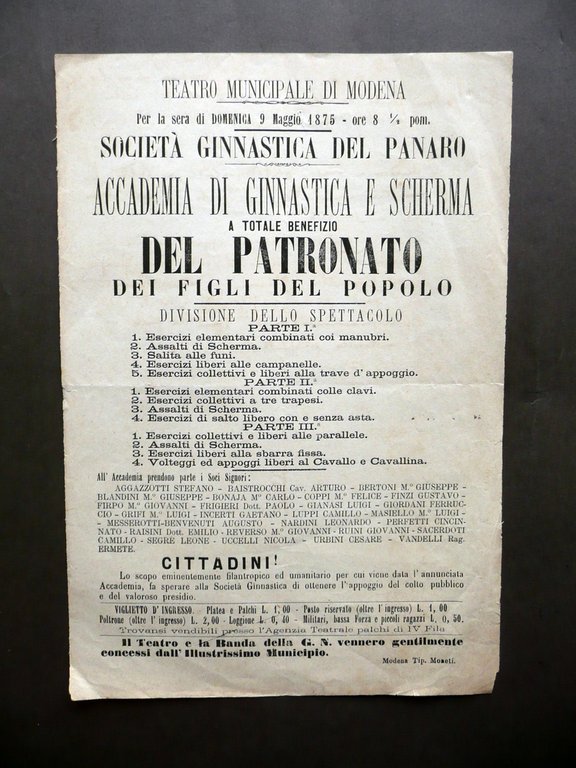 TEATRO MUNICIPALE DI MODENA
Per la sera di DOMENICA 9 Maggio 1875 - ore 8 ½ pom.
SOCIETÀ GINNASTICA DEL PANARO
ACCADEMIA DI GINNASTICA E SCHERMA
A TOTALE BENEFIZIO
DEL PATRONATO
DEI FIGLI DEL POPOLO
DIVISIONE DELLO SPETTACOLO
PARTE I.ª
1. Esercizi elementari combinati coi manubri.
2. Assalti di Scherma.
3. Salita alle funi.
4. Esercizi liberi alle campanelle.
5. Esercizi collettivi e liberi alla trave d'appoggio.
PARTE II.ª
1. Esercizi elementari combinati colle clavi.
2. Esercizi collettivi a tre trapesi.
3. Assalti di Scherma.
4. Esercizi di salto libero con e senza asta.
PARTE III.ª
1. Esercizi collettivi e liberi alle parallele.
2. Assalti di Scherma.
3. Esercizi liberi alla sbarra fissa.
4. Volteggi ed appoggi liberi al Cavallo e Cavallina.
All' Accademia prendono parte i Soci Signori:
AGGAZZOTTI STEFANO - BAISTROCCHI Cav. ARTURO - BERTONI M.º GIUSEPPE -
BLANDINI M.º GIUSEPPE - BONAJA Mº CARLO - COPPI M.º FELICE - FINZI GUSTAVO -
FIRPO M.º GIOVANNI - FRIGIERI Dott. PAOLO - GIANASI LUIGI - GIORDANI FERRUC-
CIO - GRIFI M.º LUIGI - INCERTI GAETANO - LUPPI CAMILLO - MASELLO M.º LUIGI -
- MESSEROTTI-BENVENUTI AUGUSTO - NARDINI LEONARDO - PERFETTI CINCIN-
NATO - RAISINI Dott. EMILIO - REVERSO M.º GIOVANNI - RUINI GIOVANNI - SACERDOTI
CAMILLO - SEGRE LEONE - UCCELLI NICOLA - URBINI CESARE - VANDELLI Rag.
ERMETE.
CITTADINI!
Lo scopo eminentemente filantropico ed umanitario per cui viene data l'annunciata
Accademia, fa sperare alla Società Ginnastica di ottenere l'appoggio del colto pubblico
e del valoroso presidio.
VIGLIETTO D'INGRESSO. Platea e Palchi L. 1, 00 - Posto riservato (oltre l'ingresso) L. 1, 00
Poltrone (oltre l'ingresso) L. 2, 00 - Loggione L. 0, 40 - Militari, bassa Forza e piccoli ragazzi L. 0, 50.
Trovansi vendibili presso l'Agenzia Teatrale palchi di IV Fila
Il Teatro e la Banda della G. N. vennero gentilmente
concessi dall'Illustrissimo Municipio.
Modena Tip. Moneti.